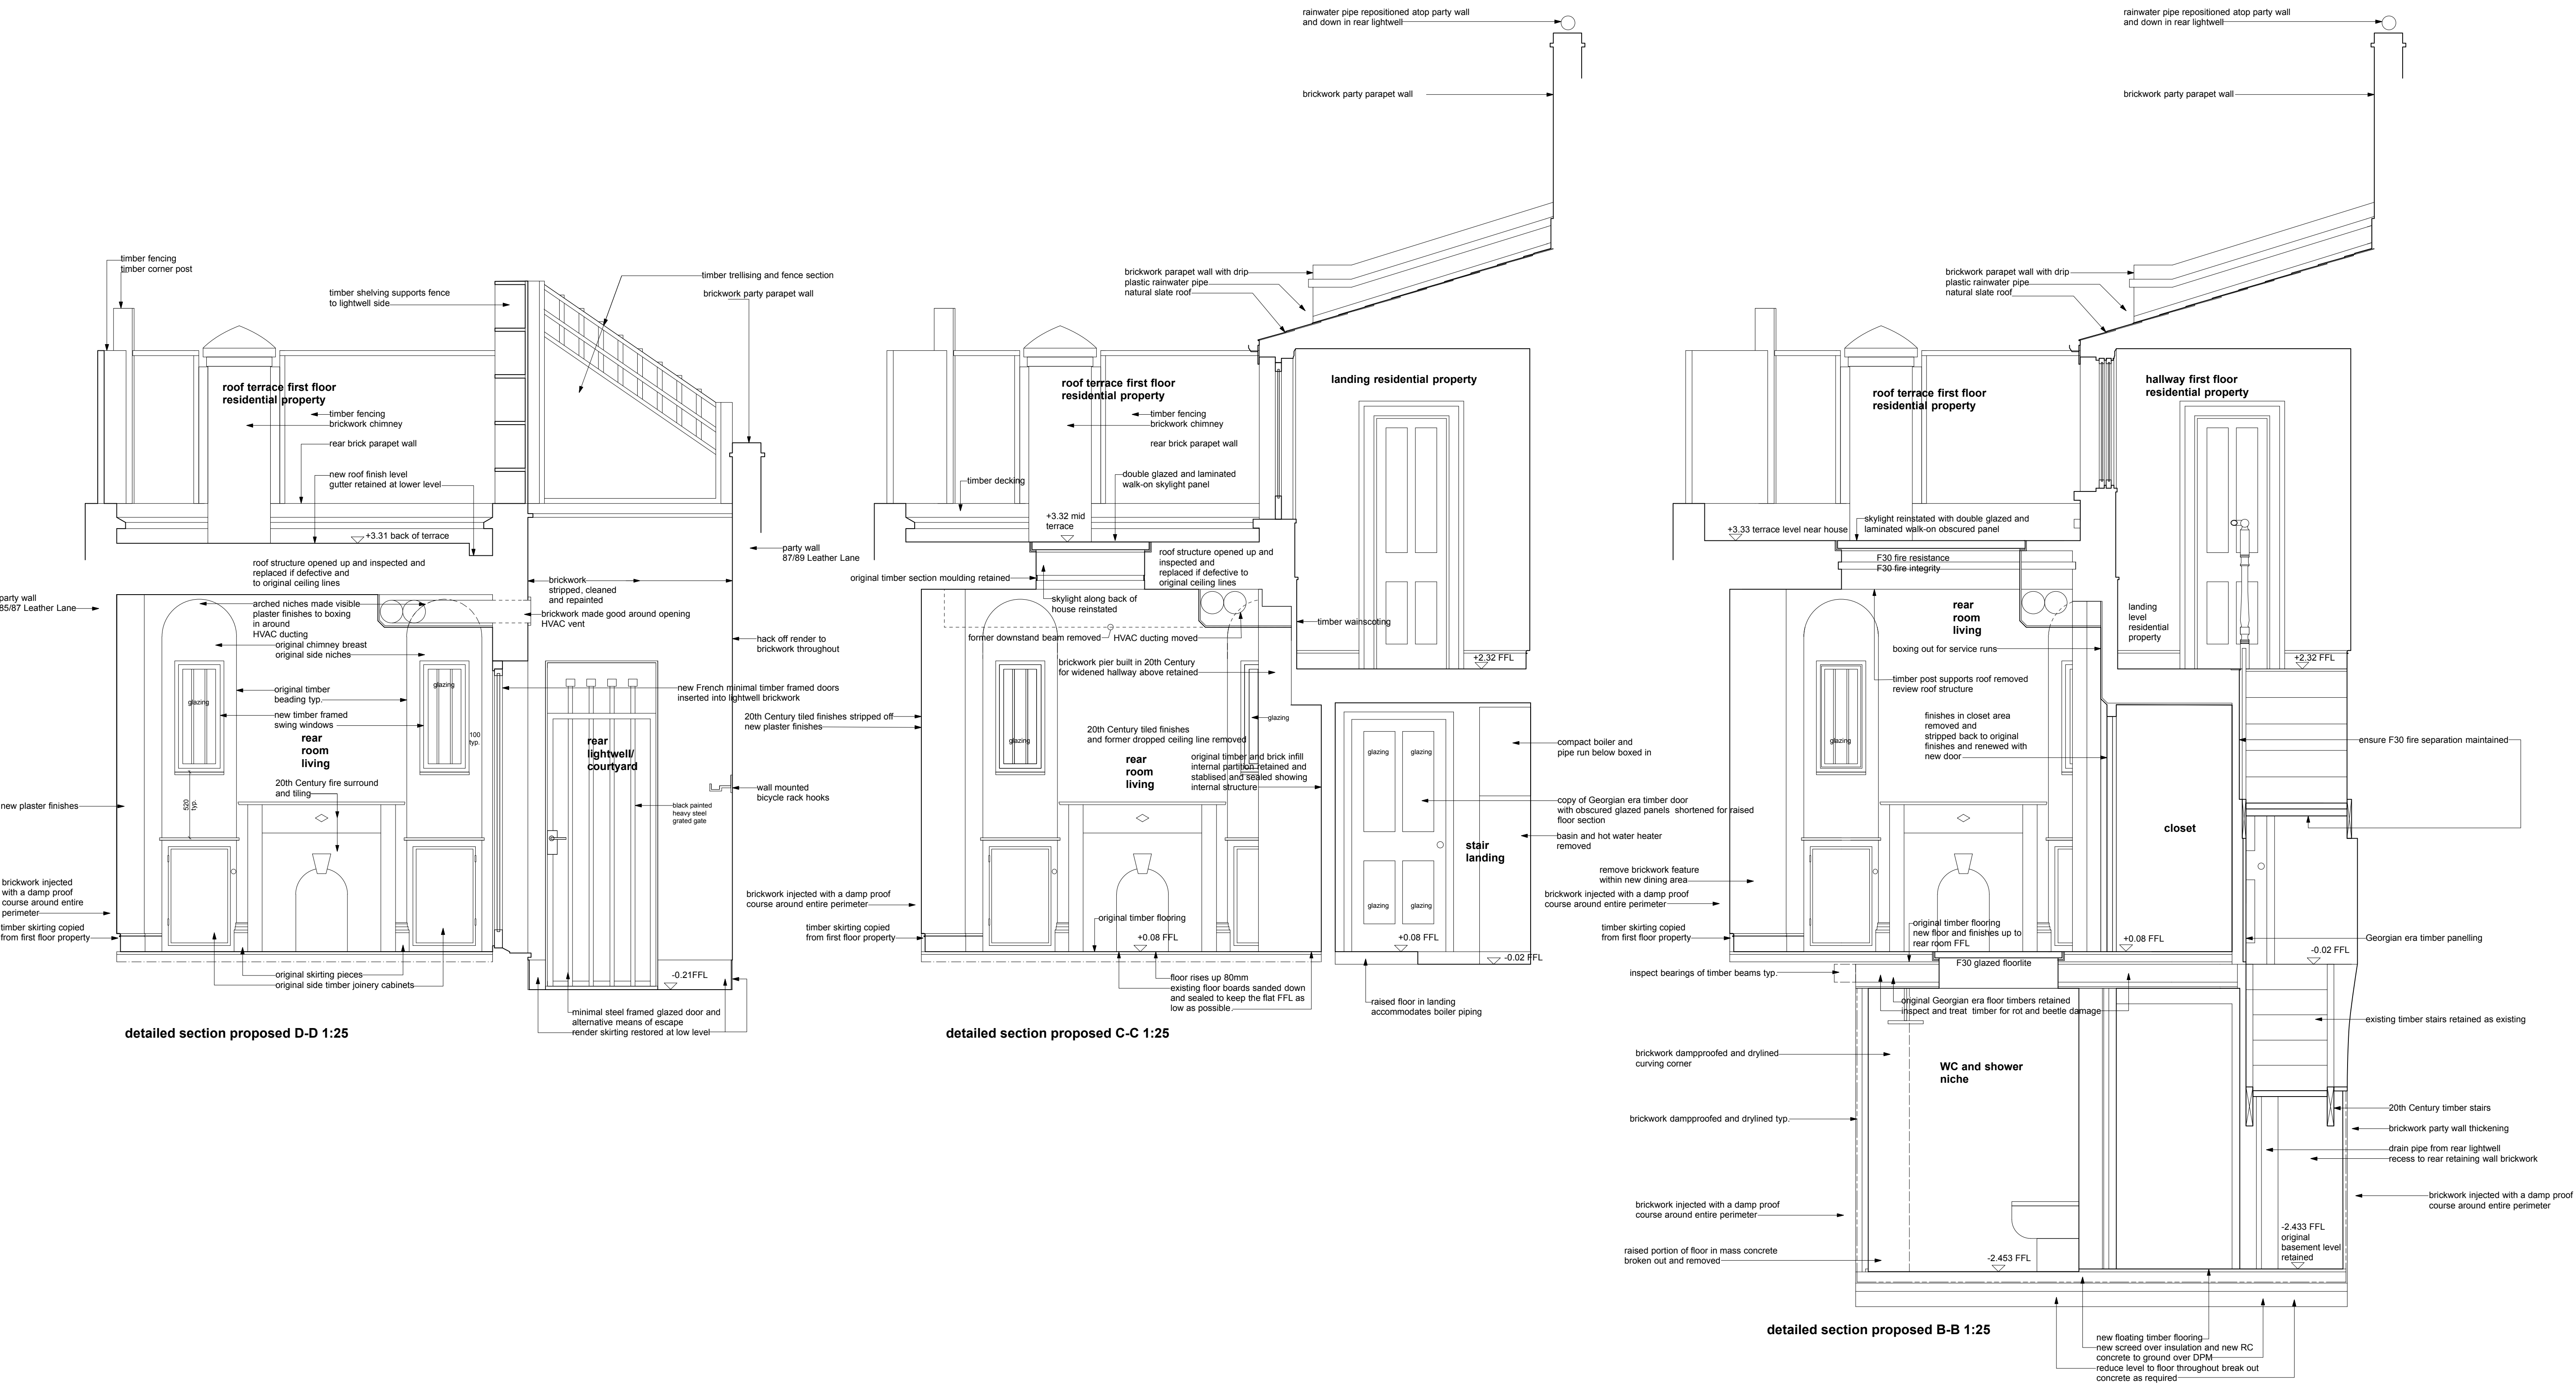 timber fencing
timber corner post
timber shelving supports fence
to lightwell side
timber trellising and fence section
brickwork party parapet wall
roof terrace first floor
residential property
timber fencing
brickwork chimney
rear brick parapet wall
new roof finish level
gutter retained at lower level
+3.31 back of terrace
party wall
87/89 Leather Lane
roof structure opened up and inspected and
replaced if defective and
to original ceiling lines
brickwork
stripped, cleaned
and repainted
party wall
85/87 Leather Lane
arched niches made visible
plaster finishes to boxing
in around
HVAC ducting
brickwork made good around opening
HVAC vent
original chimney breast
original side niches
hack off render to
brickwork throughout
glazing
glazing
original timber
beading typ.
new French minimal timber framed doors
inserted into lightwell brickwork
new timber framed
swing windows
100
typ.
rear
room
living
rear
lightwell/
courtyard
20th Century fire surround
and tiling
520
typ.
wall mounted
bicycle rack hooks
new plaster finishes
black painted
heavy steel
grated gate
brickwork injected
with a damp proof
course around entire
perimeter
timber skirting copied
from first floor property
original skirting pieces
original side timber joinery cabinets
-0.21FFL
minimal steel framed glazed door and
alternative means of escape
render skirting restored at low level
detailed section proposed D-D 1:25
rainwater pipe repositioned atop party wall
and down in rear lightwell
brickwork party parapet wall
brickwork parapet wall with drip
plastic rainwater pipe
natural slate roof
roof terrace first floor
residential property
landing residential property
timber fencing
brickwork chimney
rear brick parapet wall
timber decking
double glazed and laminated
walk-on skylight panel
+3.32 mid
terrace
roof structure opened up and
inspected and
replaced if defective to
original ceiling lines
original timber section moulding retained
skylight along back of
house reinstated
timber wainscoting
former downstand beam removed
HVAC ducting moved
+2.32 FFL
brickwork pier built in 20th Century
for widened hallway above retained
20th Century tiled finishes stripped off
new plaster finishes
glazing
glazing
20th Century tiled finishes
and former dropped ceiling line removed
rear
room
living
original timber and brick infill
internal partition retained and
stablised and sealed showing
internal structure
glazing
glazing
compact boiler and
pipe run below boxed in
copy of Georgian era timber door
with obscured glazed panels shortened for raised
floor section
stair
landing
basin and hot water heater
removed
brickwork injected with a damp proof
course around entire perimeter
glazing
glazing
timber skirting copied
from first floor property
original timber flooring
+0.08 FFL
+0.08 FFL
-0.02 FFL
floor rises up 80mm
existing floor boards sanded down
and sealed to keep the flat FFL as
low as possible
raised floor in landing
accommodates boiler piping
detailed section proposed C-C 1:25
rainwater pipe repositioned atop party wall
and down in rear lightwell
brickwork party parapet wall
brickwork parapet wall with drip
plastic rainwater pipe
natural slate roof
roof terrace first floor
residential property
hallway first floor
residential property
+3.33 terrace level near house
skylight reinstated with double glazed and
laminated walk-on obscured panel
F30 fire resistance
F30 fire integrity
rear
room
living
landing
level
residential
property
boxing out for service runs
+2.32 FFL
timber post supports roof removed
review roof structure
finishes in closet area
removed and
stripped back to original
finishes and renewed with
new door
glazing
ensure F30 fire separation maintained
closet
remove brickwork feature
within new dining area
brickwork injected with a damp proof
course around entire perimeter
timber skirting copied
from first floor property
original timber flooring
new floor and finishes up to
rear room FFL
+0.08 FFL
Georgian era timber panelling
-0.02 FFL
F30 glazed floorlite
inspect bearings of timber beams typ.
original Georgian era floor timbers retained
inspect and treat timber for rot and beetle damage
existing timber stairs retained as existing
brickwork dampproofed and drylined
curving corner
WC and shower
niche
brickwork dampproofed and drylined typ.
20th Century timber stairs
brickwork party wall thickening
drain pipe from rear lightwell
recess to rear retaining wall brickwork
brickwork injected with a damp proof
course around entire perimeter
brickwork injected with a damp proof
course around entire perimeter
-2.433 FFL
original
basement level
retained
raised portion of floor in mass concrete
broken out and removed
-2.453 FFL
detailed section proposed B-B 1:25
new floating timber flooring
new screed over insulation and new RC
concrete to ground over DPM
reduce level to floor throughout break out
concrete as required